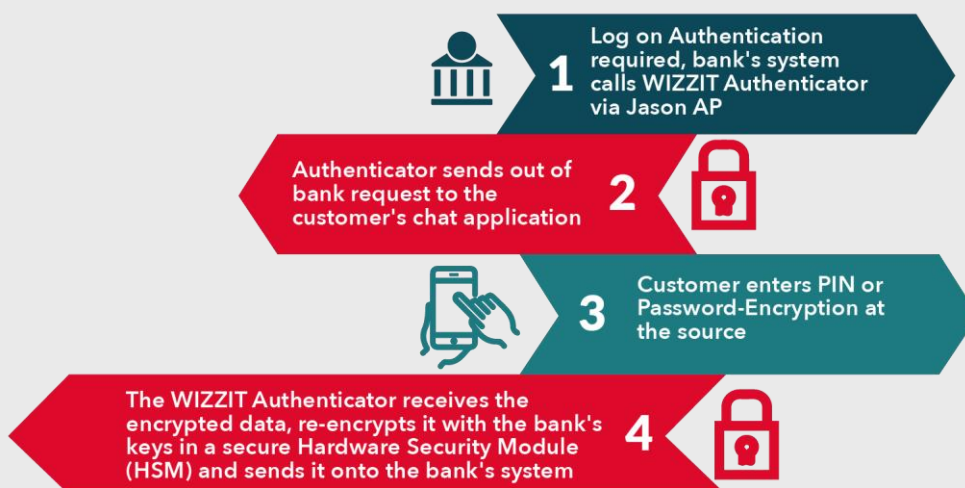 1
Log on Authentication
required, bank's system
calls WIZZIT Authenticator
via Jason AP
Authenticator sends out of
bank request to the
customer's chat application
2
3
Customer enters PIN or
Password-Encryption at
the source
The WIZZIT Authenticator receives the
encrypted data, re-encrypts it with the bank's
keys in a secure Hardware Security Module
(HSM) and sends it onto the bank's system
4